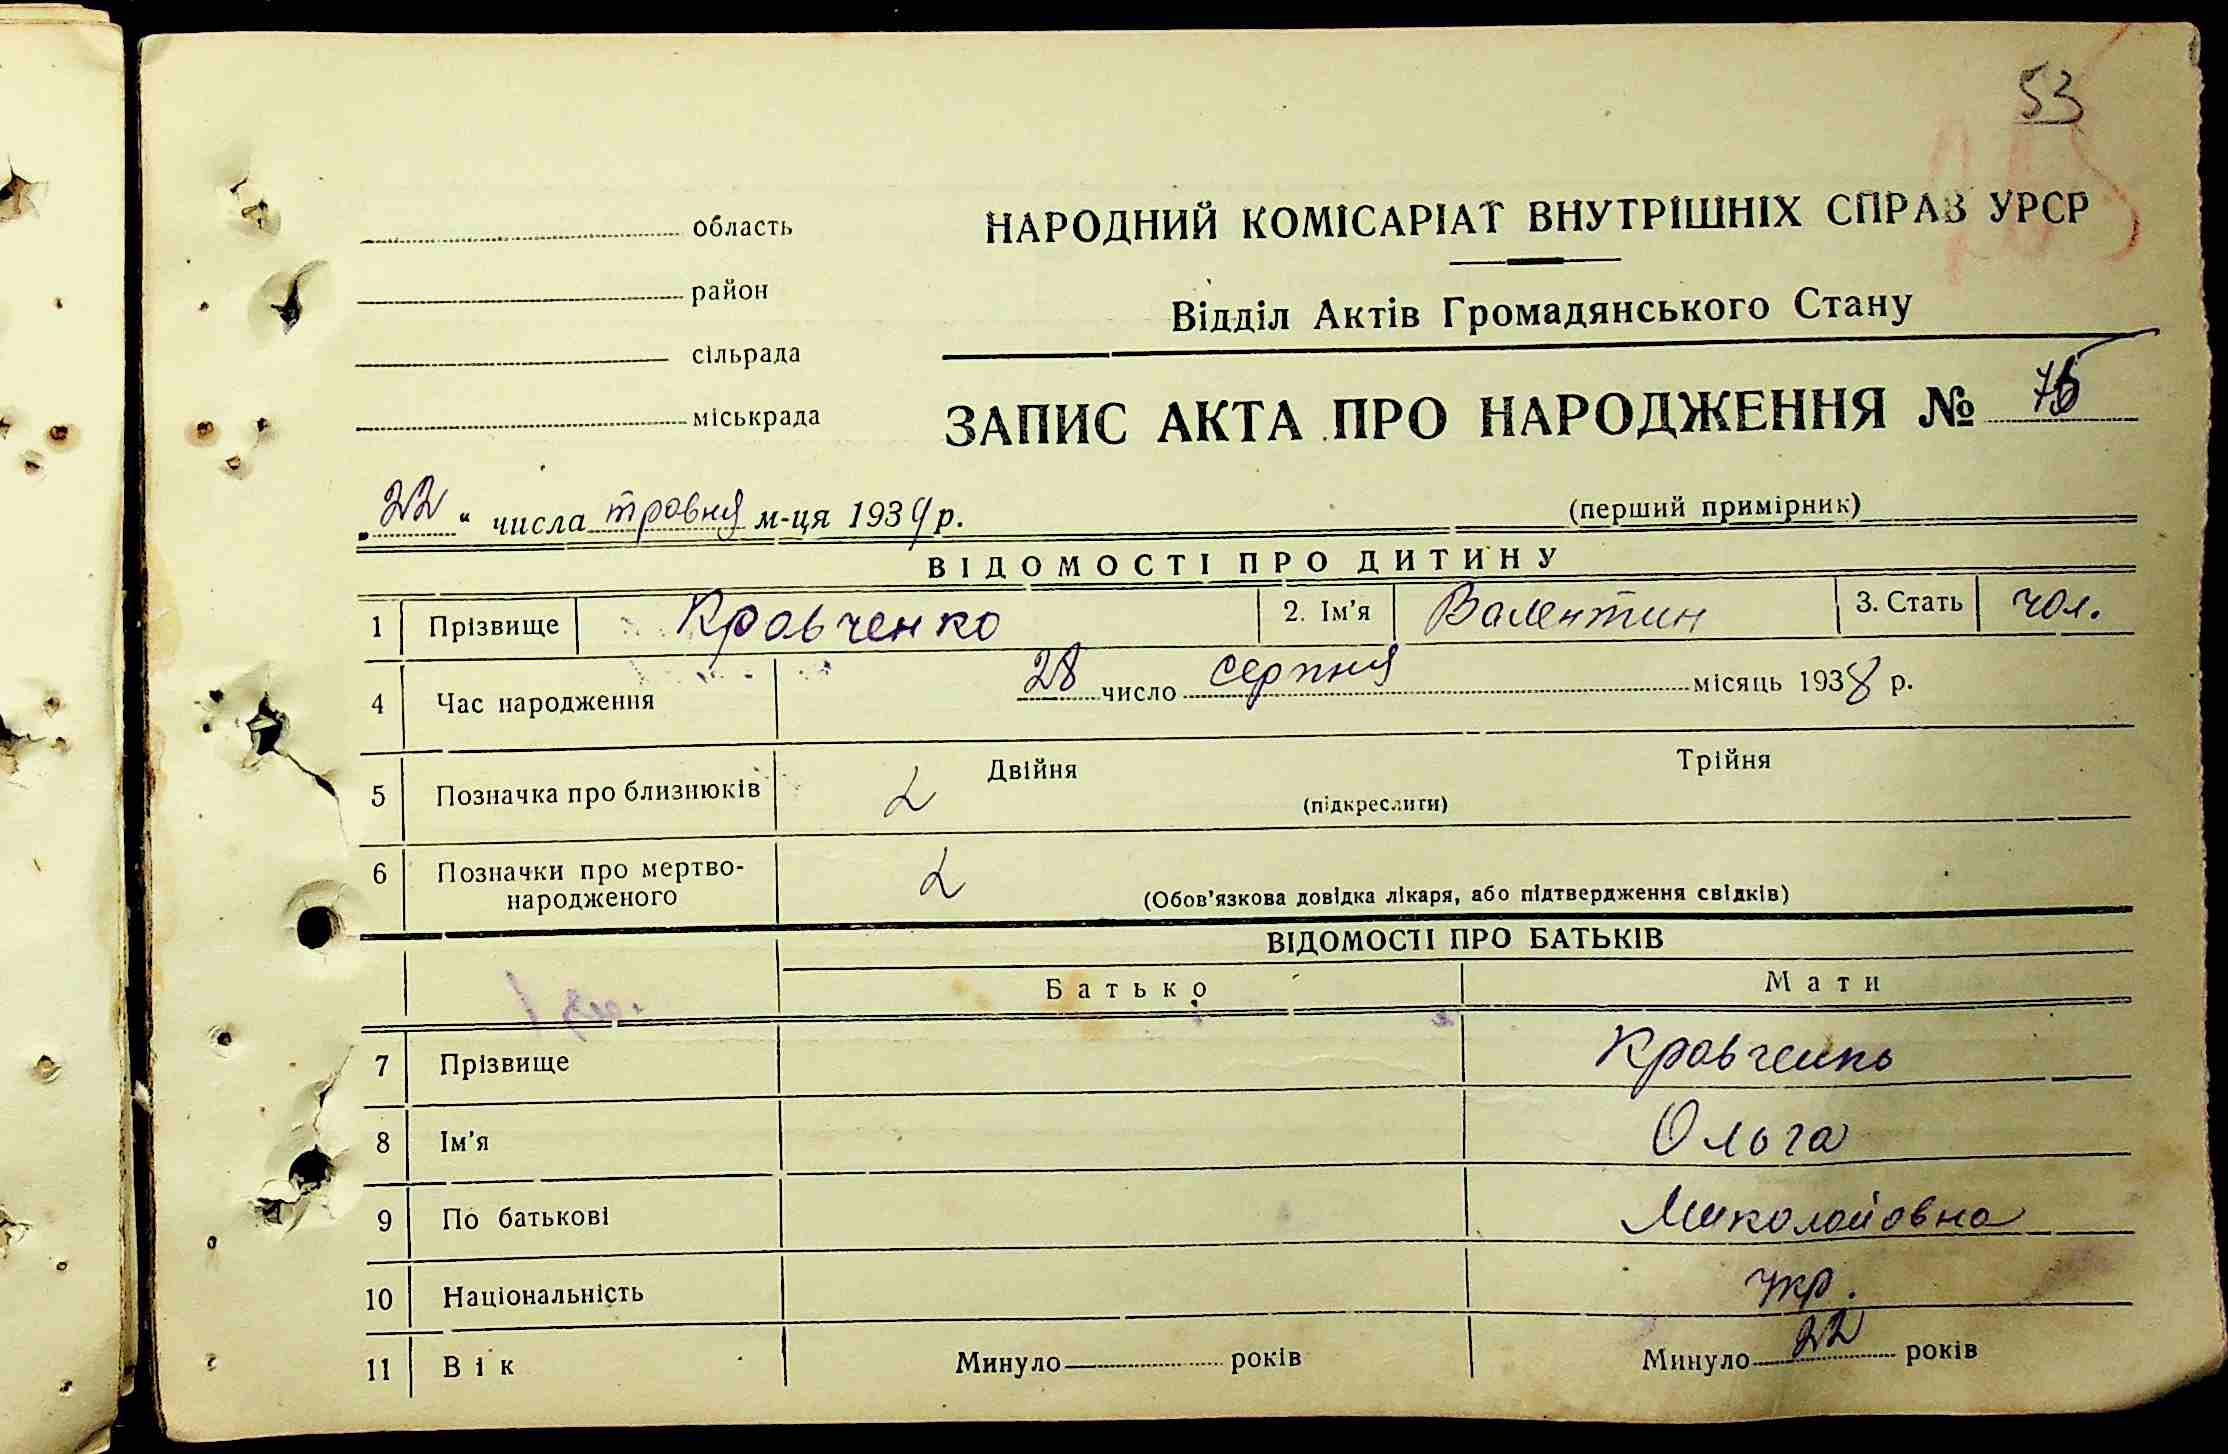 53
область
НАРОДНИЙ КОМІСАРІАТ ВНУТРІШНІХ СПРАВ УРСР
район
Відділ Актів Громадянського Стану
сільрада
міськрада
ЗАПИС АКТА ПРО НАРОДЖЕННЯ №
„22“ числа травня м-ця 1939 р.
(перший примірник)
ВІДОМОСТІ ПРО ДИТИНУ
1 Прізвище Кравченко 2. Ім'я Валентин 3. Стать чол.
4 Час народження 28 число серпня місяць 1938 р.
5 Позначка про близнюків Двійня Трійня
(підкреслити)
6 Позначки про мертво-
народженого (Обов'язкова довідка лікаря, або підтвердження свідків)
ВІДОМОСТІ ПРО БАТЬКІВ
Батько Мати
7 Прізвище Кравченко
8 Ім'я Ольга
9 По батькові Миколайовна
10 Національність укр.
11 Вік Минуло років Минуло 22 років